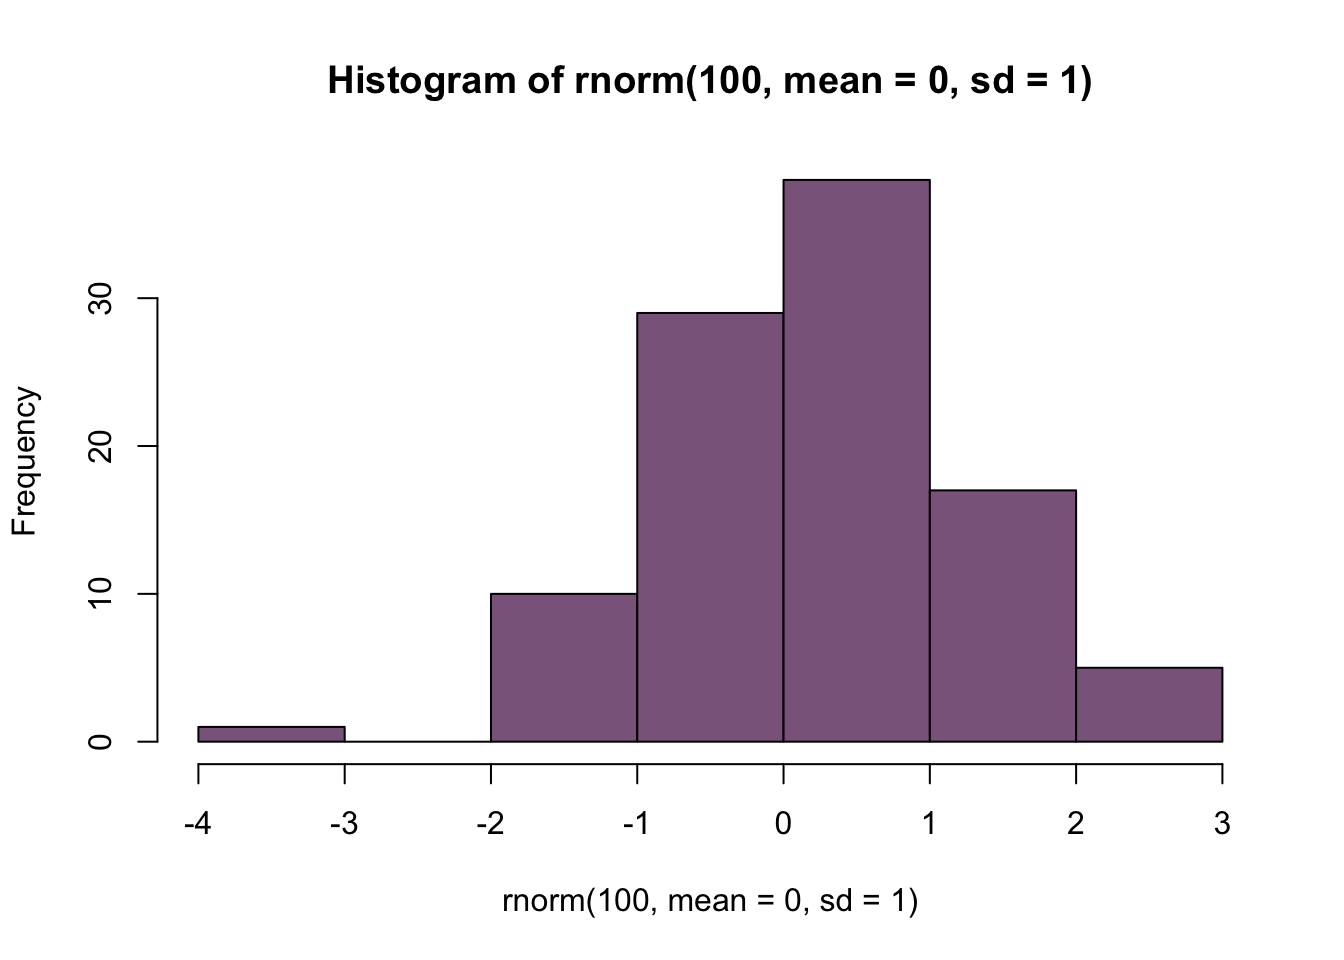 Histogram of rnorm(100, mean = 0, sd = 1)
Frequency
30
20
10
0
-4 -3 -2 -1 0 1 2 3
rnorm(100, mean = 0, sd = 1)